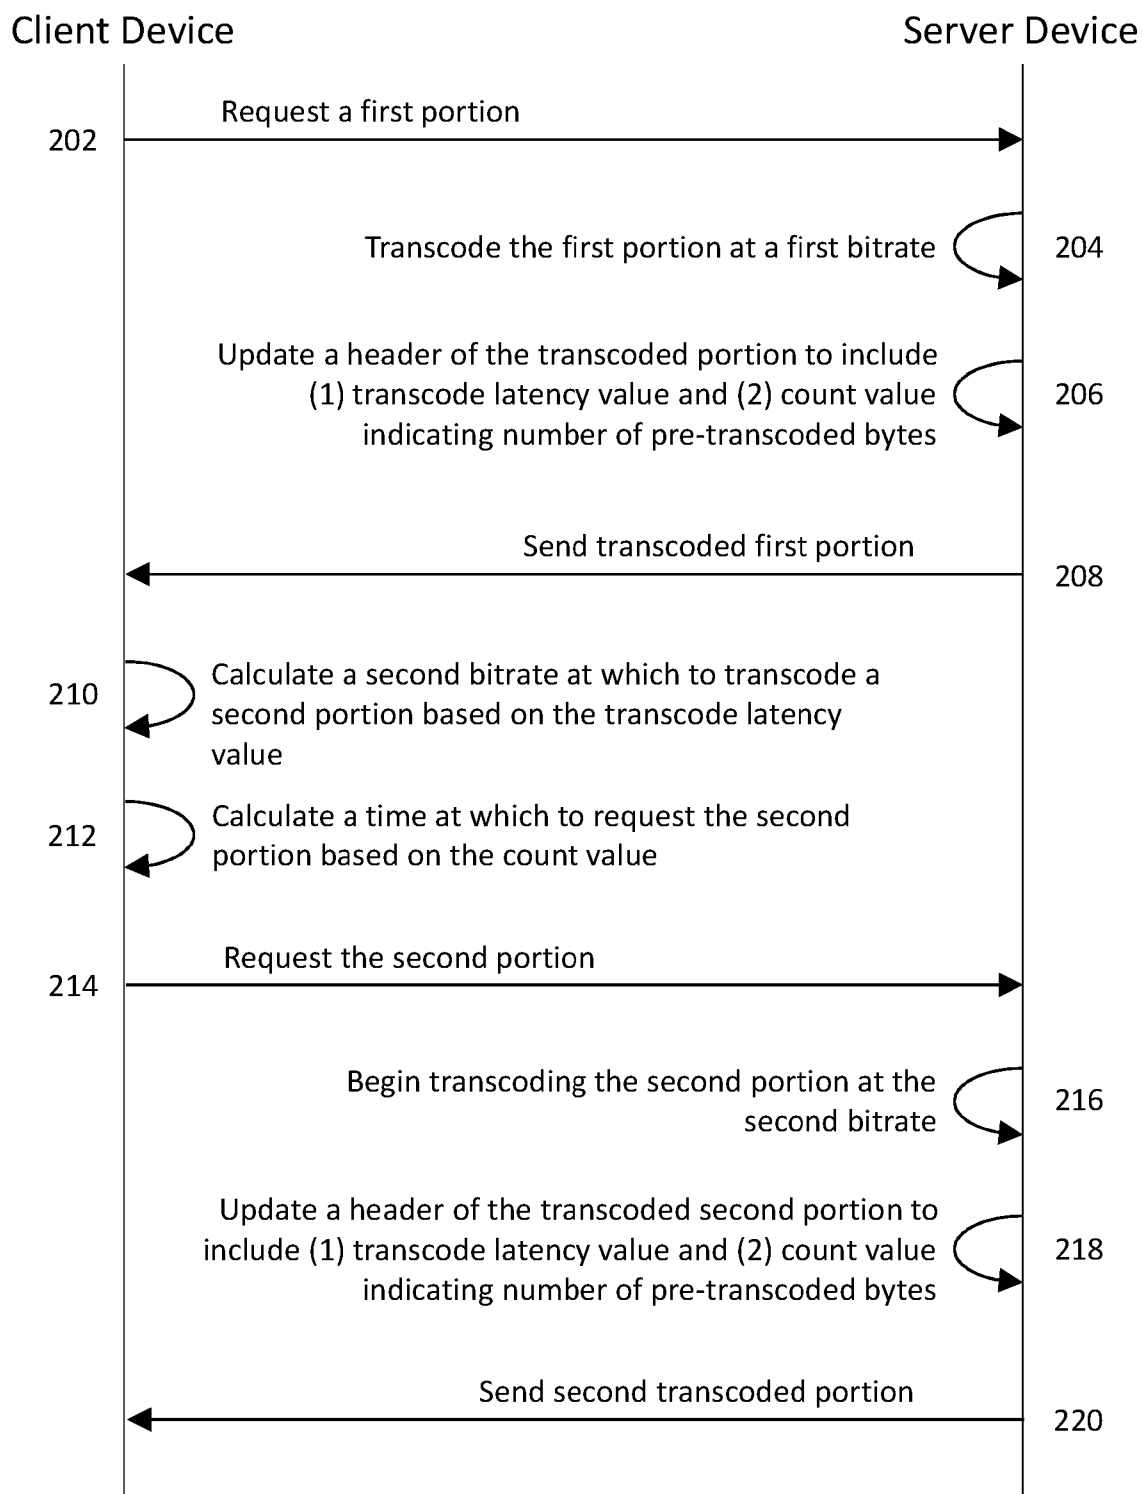 Client Device
Server Device
Request a first portion
202
Transcode the first portion at a first bitrate
204
Update a header of the transcoded portion to include
(1) transcode latency value and (2) count value
indicating number of pre-transcoded bytes
206
Send transcoded first portion
208
210
Calculate a second bitrate at which to transcode a
second portion based on the transcode latency
value
212
Calculate a time at which to request the second
portion based on the count value
Request the second portion
214
Begin transcoding the second portion at the
second bitrate
216
Update a header of the transcoded second portion to
include (1) transcode latency value and (2) count value
indicating number of pre-transcoded bytes
218
Send second transcoded portion
220